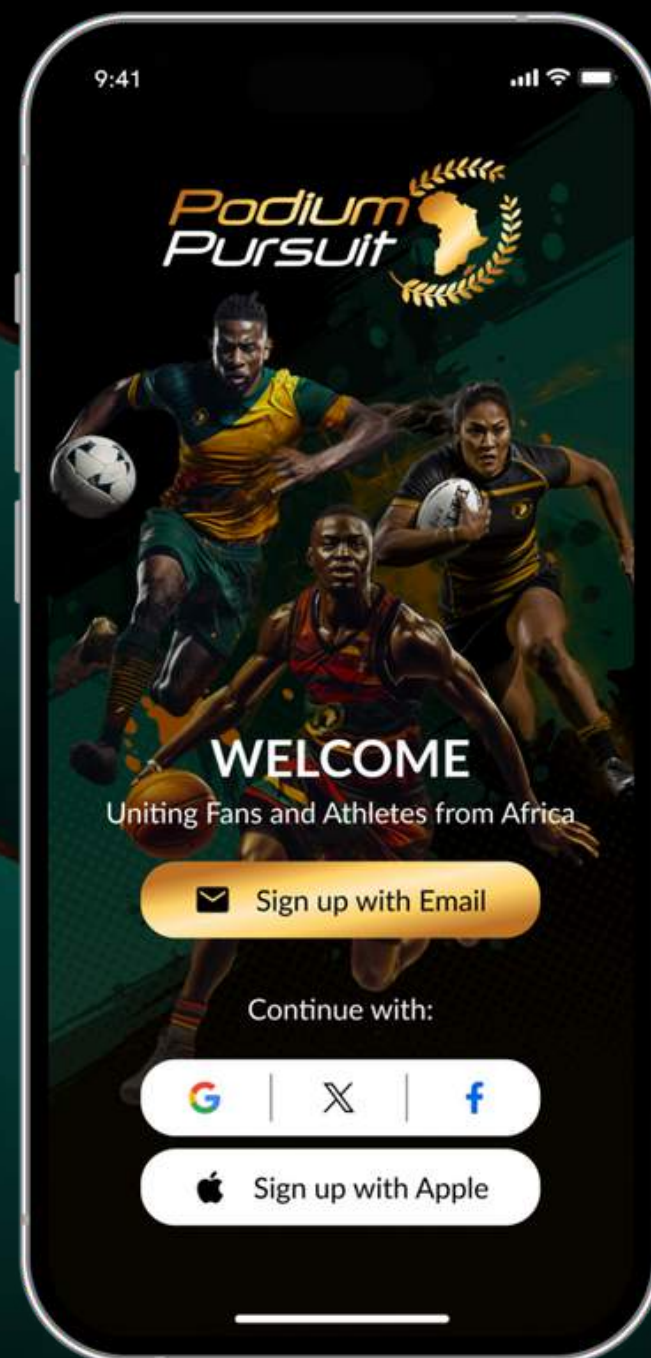 9:41
Podium
Pursuit
WELCOME
Uniting Fans and Athletes from Africa
Sign up with Email
Continue with:
Sign up with Apple